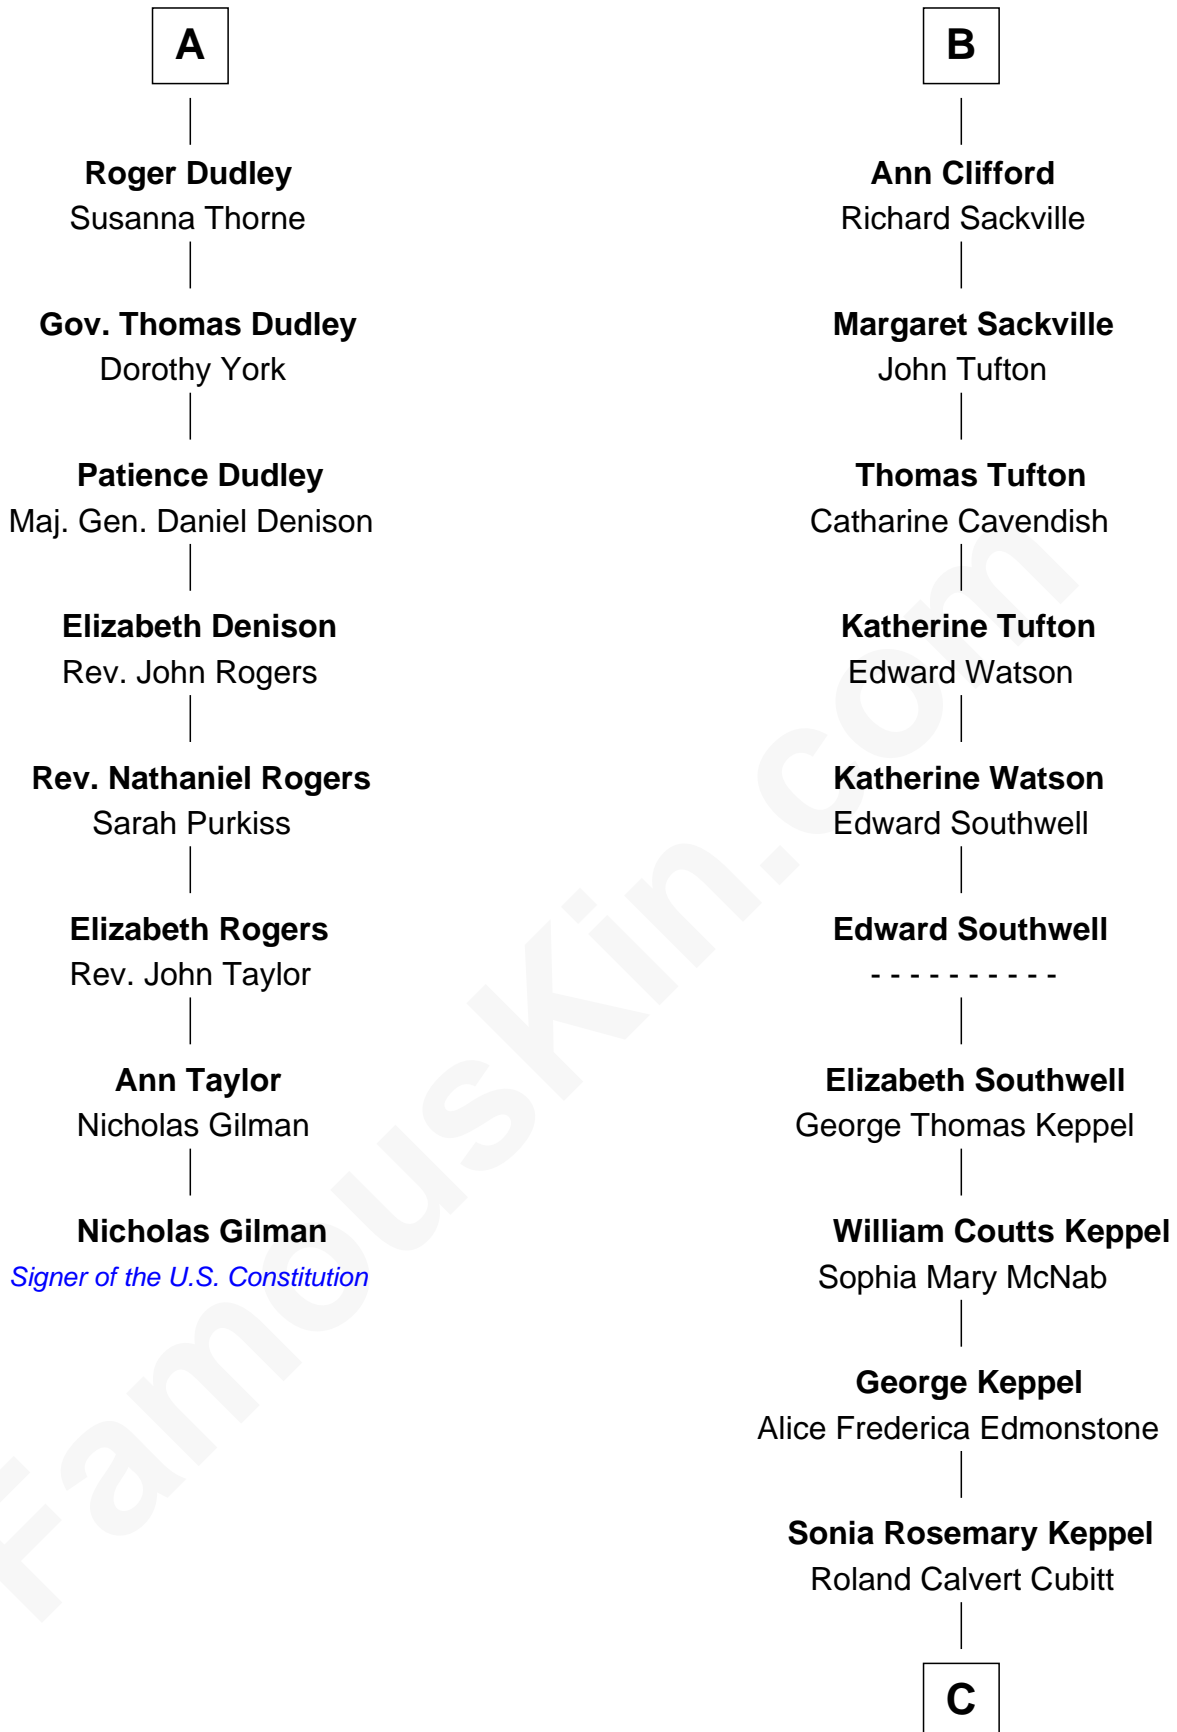 A
Roger Dudley
Susanna Thorne
Gov. Thomas Dudley
Dorothy York
Patience Dudley
Maj. Gen. Daniel Denison
Elizabeth Denison
Rev. John Rogers
Rev. Nathaniel Rogers
Sarah Purkiss
Elizabeth Rogers
Rev. John Taylor
Ann Taylor
Nicholas Gilman
Nicholas Gilman
Signer of the U.S. Constitution
B
Ann Clifford
Richard Sackville
Margaret Sackville
John Tufton
Thomas Tufton
Catharine Cavendish
Katherine Tufton
Edward Watson
Katherine Watson
Edward Southwell
Edward Southwell
- - - - - - - - - -
Elizabeth Southwell
George Thomas Keppel
William Coutts Keppel
Sophia Mary McNab
George Keppel
Alice Frederica Edmonstone
Sonia Rosemary Keppel
Roland Calvert Cubitt
C
FamousKin.com